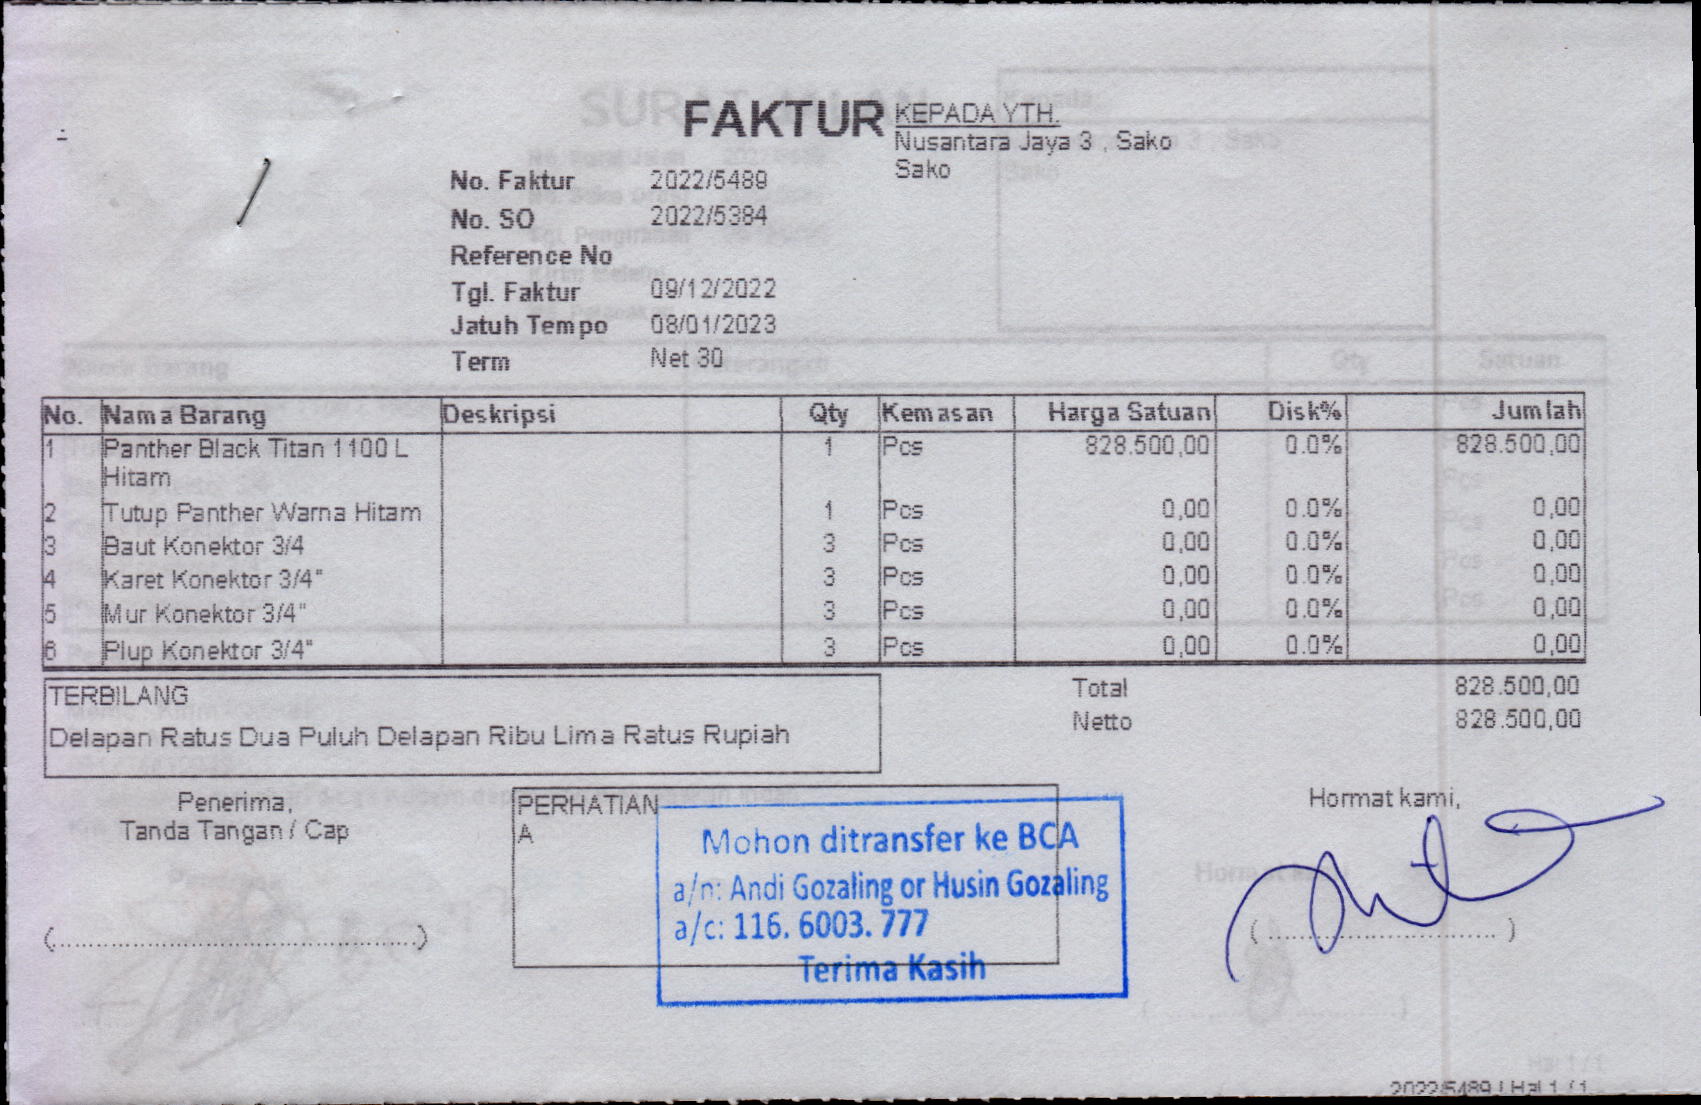 FAKTUR
KEPADA YTH.
Nusantara Jaya 3 , Sako
Sako
No. Faktur 2022/5489
No. SO 2022/5384
Reference No
Tgl. Faktur 09/12/2022
Jatuh Tempo 08/01/2023
Term Net 30
No. Nama Barang Deskripsi Qty Kemasan Harga Satuan Disk% Jumlah
1 Panther Black Titan 1100 L 1 Pcs 828.500,00 0.0% 828.500,00
Hitam
2 Tutup Panther Warna Hitam 1 Pcs 0,00 0.0% 0,00
3 Baut Konektor 3/4 3 Pcs 0,00 0.0% 0,00
4 Karet Konektor 3/4" 3 Pcs 0,00 0.0% 0,00
5 Mur Konektor 3/4" 3 Pcs 0,00 0.0% 0,00
6 Plup Konektor 3/4" 3 Pcs 0,00 0.0% 0,00
TERBILANG
Delapan Ratus Dua Puluh Delapan Ribu Lima Ratus Rupiah
Total 828.500,00
Netto 828.500,00
Penerima,
Tanda Tangan / Cap
PERHATIAN
A
Mohon ditransfer ke BCA
a/n: Andi Gozaling or Husin Gozaling
a/c: 116. 6003. 777
Terima Kasih
Hormat kami,
2022/5489 | Hal 1 / 1